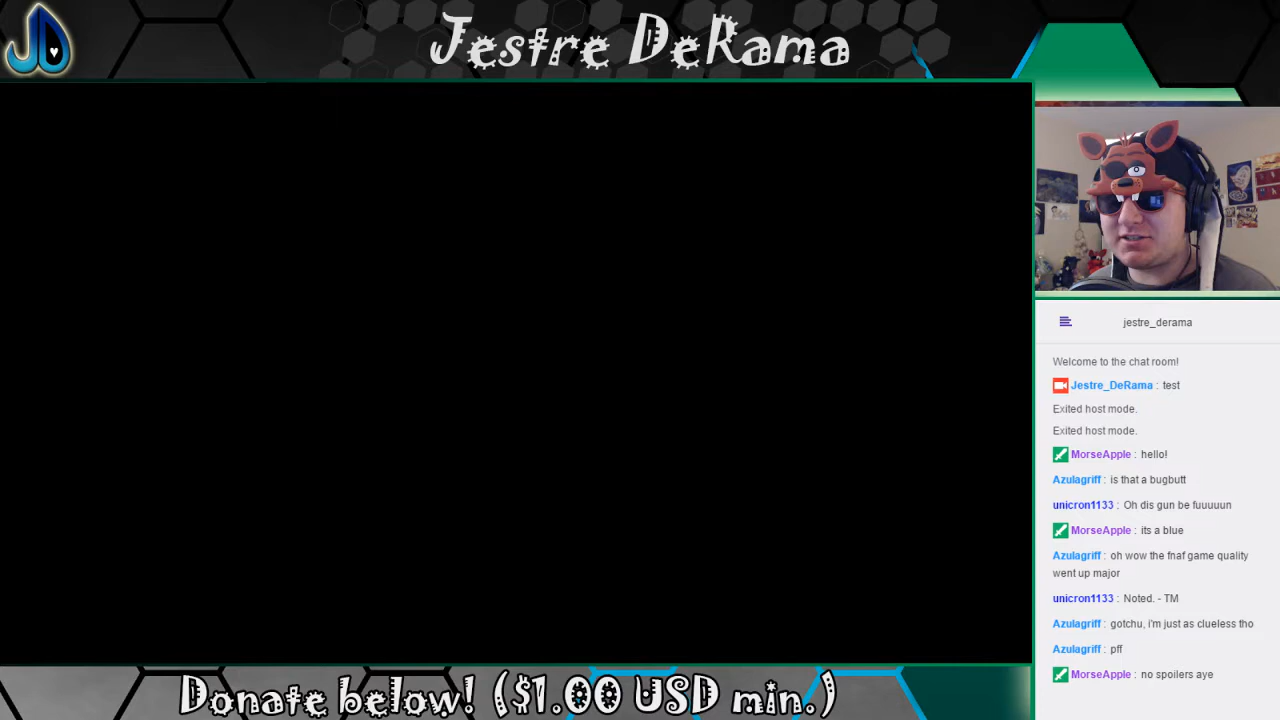 JD
Jestre DeRama
jestre_derama
Welcome to the chat room!
Jestre_DeRama : test
Exited host mode.
Exited host mode.
MorseApple : hello!
Azulagriff : is that a bugbutt
unicron1133 : Oh dis gun be fuuuuun
MorseApple : its a blue
Azulagriff : oh wow the fnaf game quality
went up major
unicron1133 : Noted. - TM
Azulagriff : gotchu, i'm just as clueless tho
Azulagriff : pff
MorseApple : no spoilers aye
Donate below! ($1.00 USD min.)